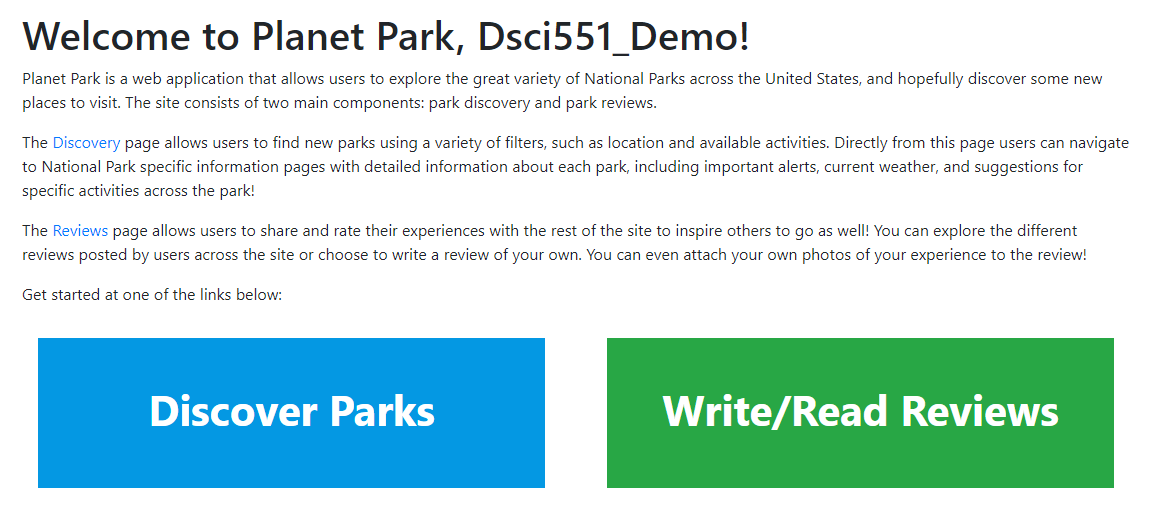 Welcome to Planet Park, Dsci551_Demo!
Planet Park is a web application that allows users to explore the great variety of National Parks across the United States, and hopefully discover some new
places to visit. The site consists of two main components: park discovery and park reviews.
The Discovery page allows users to find new parks using a variety of filters, such as location and available activities. Directly from this page users can navigate
to National Park specific information pages with detailed information about each park, including important alerts, current weather, and suggestions for
specific activities across the park!
The Reviews page allows users to share and rate their experiences with the rest of the site to inspire others to go as well! You can explore the different
reviews posted by users across the site or choose to write a review of your own. You can even attach your own photos of your experience to the review!
Get started at one of the links below:
Discover Parks
Write/Read Reviews